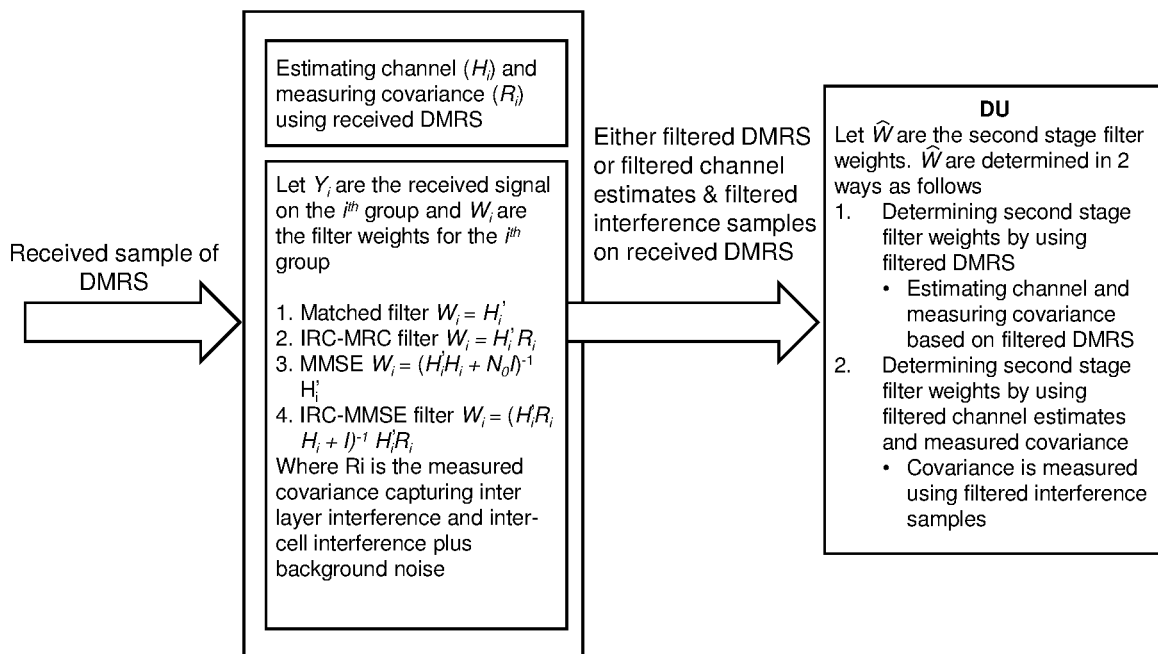 Received sample of
DMRS
Estimating channel (Hi) and
measuring covariance (Ri)
using received DMRS
Let Yi are the received signal
on the ith group and Wi are
the filter weights for the ith
group
1. Matched filter Wi = Hi'
2. IRC-MRC filter Wi = Hi' Ri
3. MMSE Wi = (Hi'Hi + N0I)-1
Hi'
4. IRC-MMSE filter Wi = (Hi'Ri
Hi + I)-1 Hi'Ri
Where Ri is the measured
covariance capturing inter
layer interference and inter-
cell interference plus
background noise
Either filtered DMRS
or filtered channel
estimates & filtered
interference samples
on received DMRS
DU
Let Ŵ are the second stage filter
weights. Ŵ are determined in 2
ways as follows
1. Determining second stage
filter weights by using
filtered DMRS
• Estimating channel and
measuring covariance
based on filtered DMRS
2. Determining second stage
filter weights by using
filtered channel estimates
and measured covariance
• Covariance is measured
using filtered interference
samples